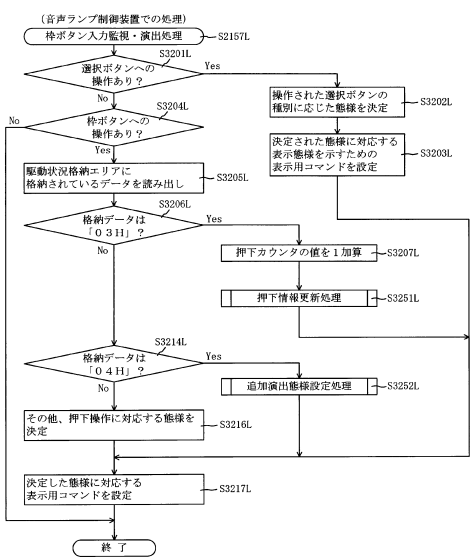 (音声ランプ制御装置での処理)
枠ボタン入力監視・演出処理
S2157L
S3201L
選択ボタンへの
操作あり?
Yes
No
操作された選択ボタンの
種別に応じた態様を決定
S3202L
S3204L
枠ボタンへの
操作あり?
No
Yes
決定された態様に対応する
表示態様を示すための
表示用コマンドを設定
S3203L
駆動状況格納エリアに
格納されているデータを読み出し
S3205L
S3206L
格納データは
「03H」?
Yes
No
押下カウンタの値を1加算
S3207L
押下情報更新処理
S3251L
S3214L
格納データは
「04H」?
Yes
No
追加演出態様設定処理
S3252L
その他、押下操作に対応する態様を
決定
S3216L
決定した態様に対応する
表示用コマンドを設定
S3217L
終了